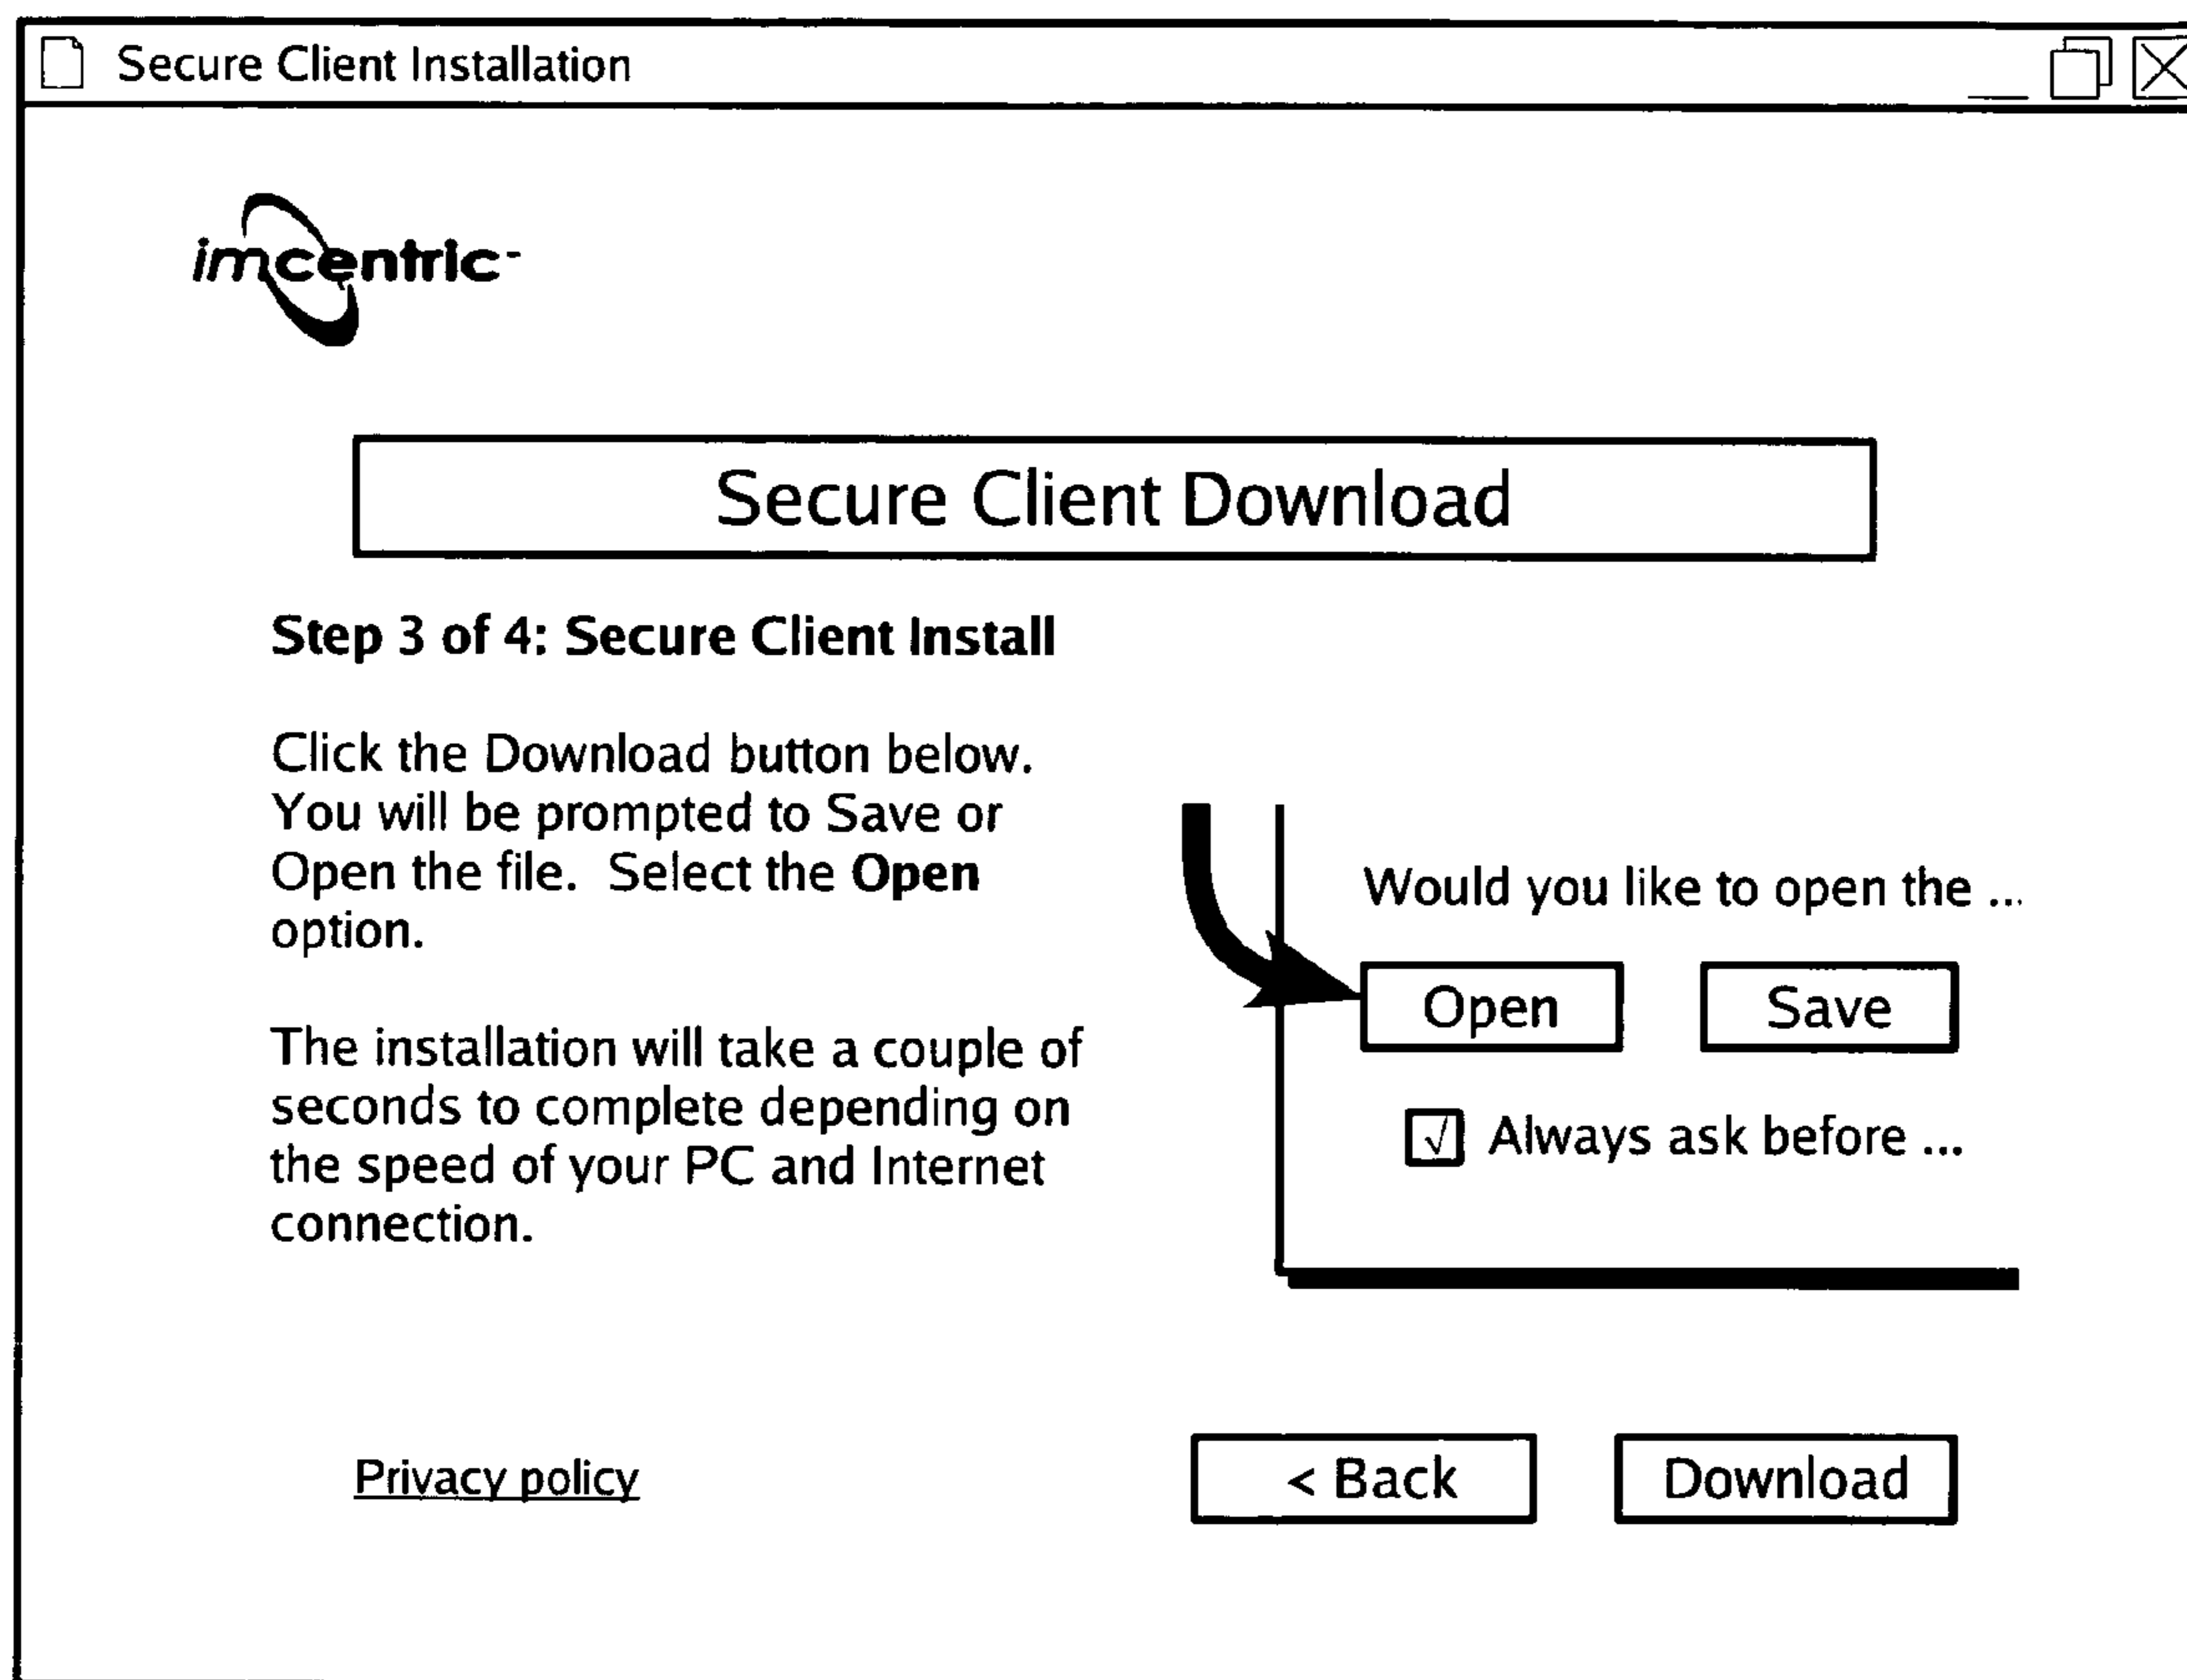 Secure Client Installation
imcentric
Secure Client Download
Step 3 of 4: Secure Client Install
Click the Download button below.
You will be prompted to Save or
Open the file. Select the Open
option.
The installation will take a couple of
seconds to complete depending on
the speed of your PC and Internet
connection.
Would you like to open the ...
Open Save
√ Always ask before ...
Privacy policy
< Back Download